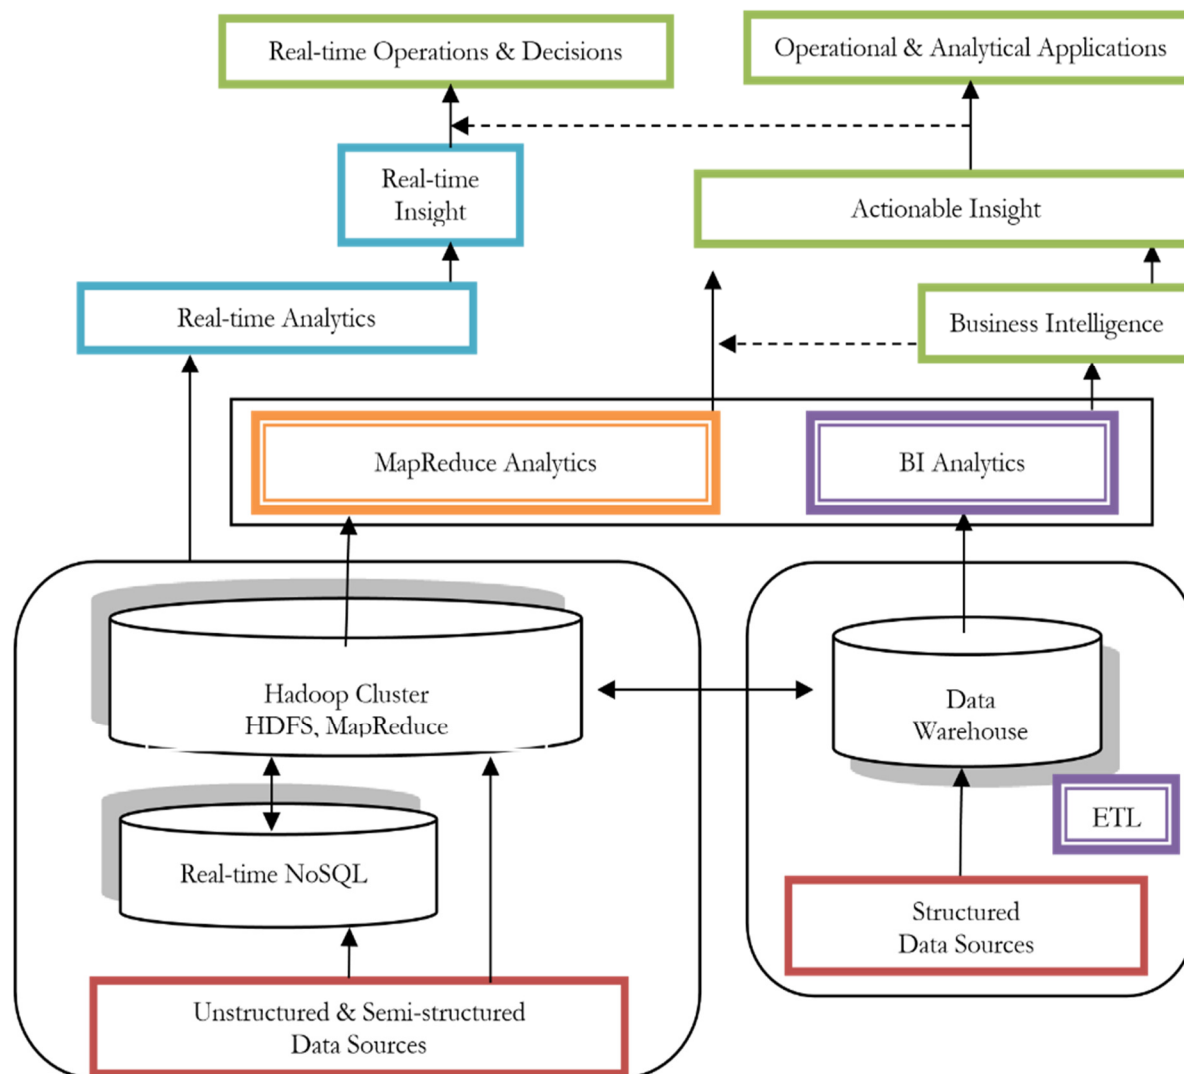 Real-time Operations & Decisions
Operational & Analytical Applications
Real-time
Insight
Actionable Insight
Real-time Analytics
Business Intelligence
MapReduce Analytics
BI Analytics
Hadoop Cluster
HDFS, MapReduce
Data
Warehouse
ETL
Real-time NoSQL
Structured
Data Sources
Unstructured & Semi-structured
Data Sources